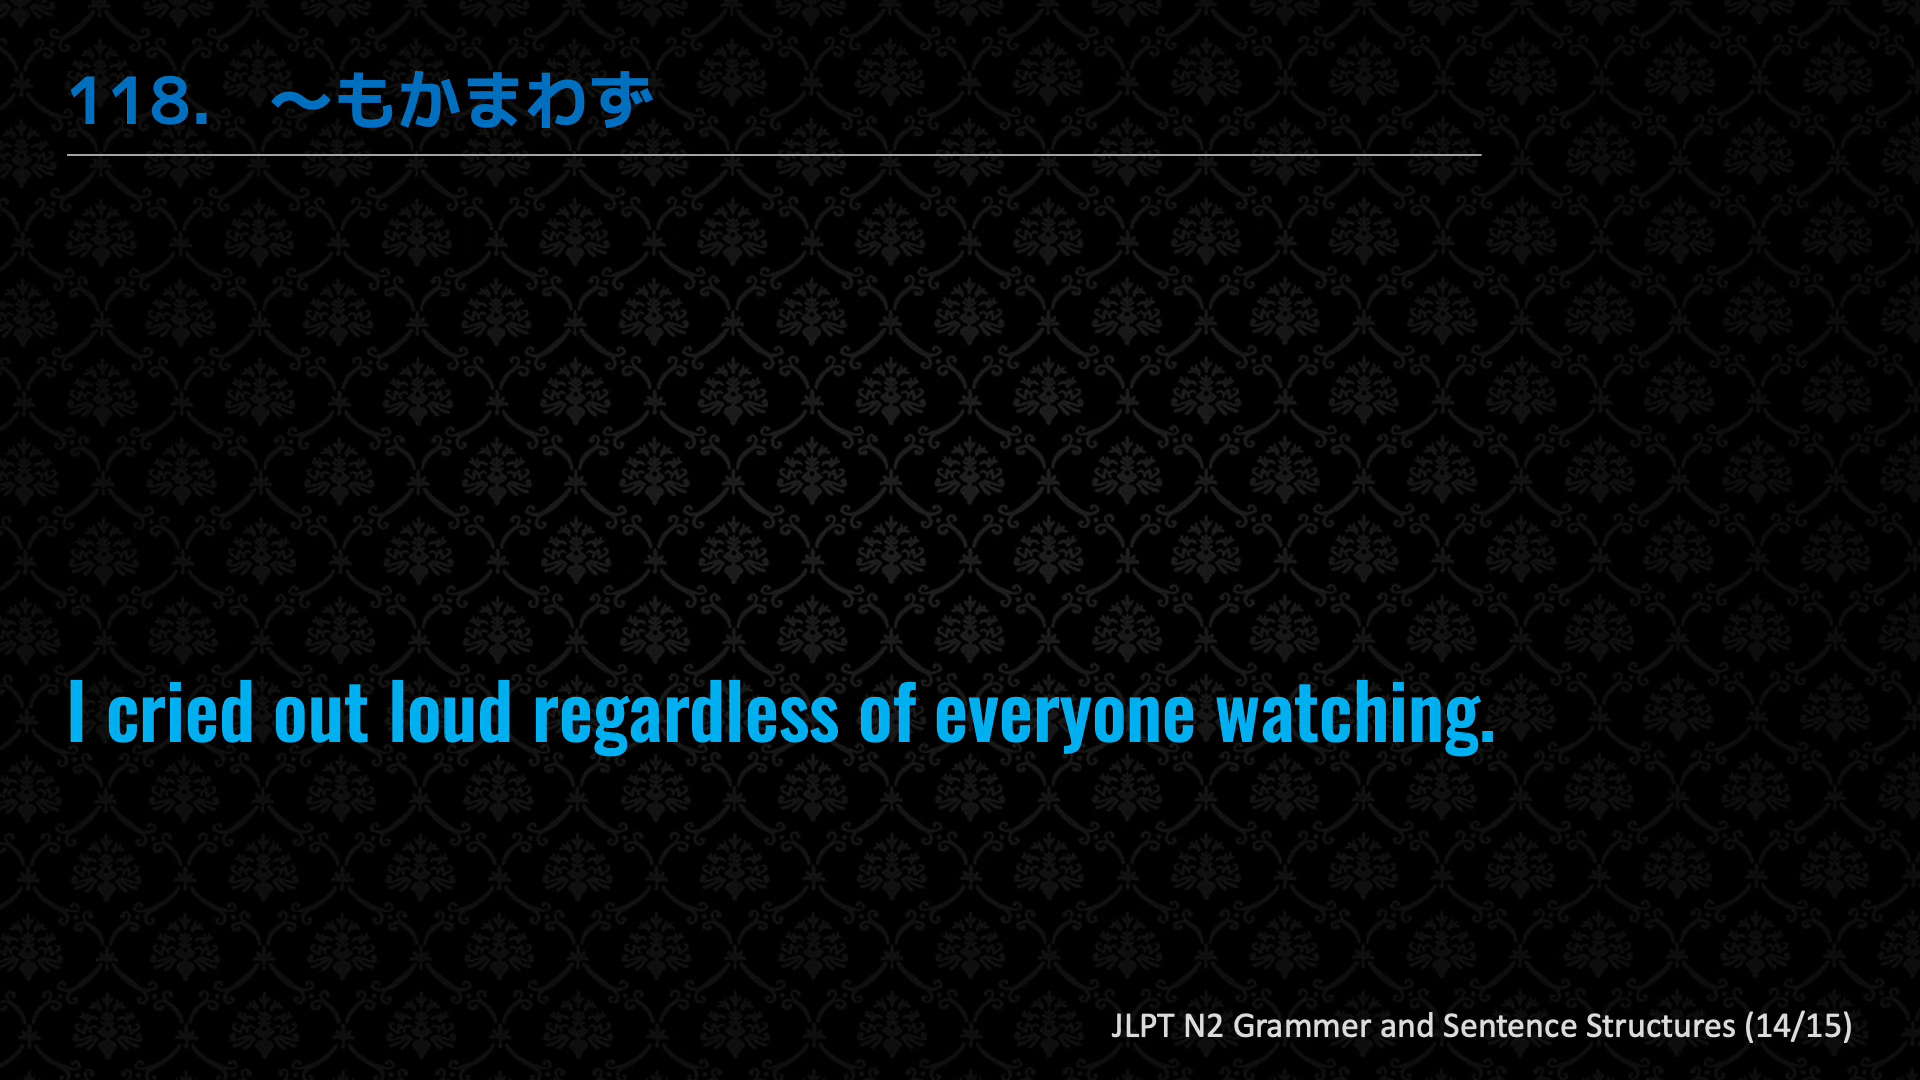 118.　～もかまわず
I cried out loud regardless of everyone watching.
JLPT N2 Grammer and Sentence Structures (14/15)